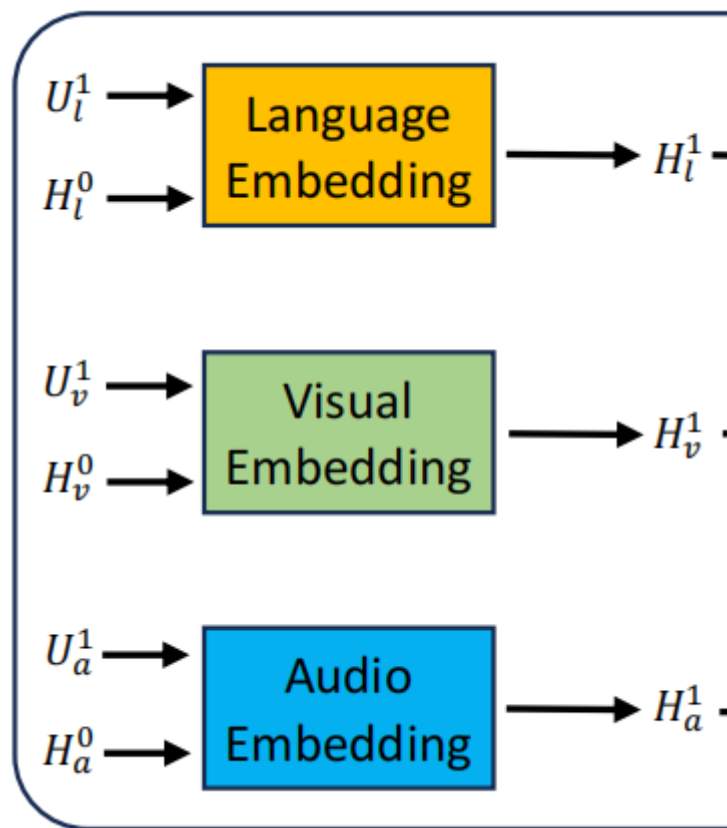 U_l^1
Language
Embedding
H_l^0
H_l^1
U_v^1
Visual
Embedding
H_v^0
H_v^1
U_a^1
Audio
Embedding
H_a^0
H_a^1